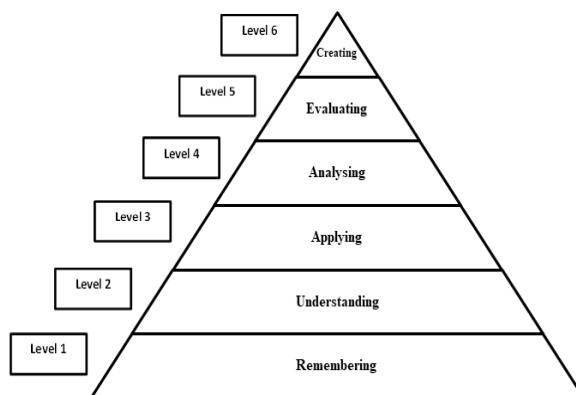 Level 6
Creating
Level 5
Evaluating
Level 4
Analysing
Level 3
Applying
Level 2
Understanding
Level 1
Remembering